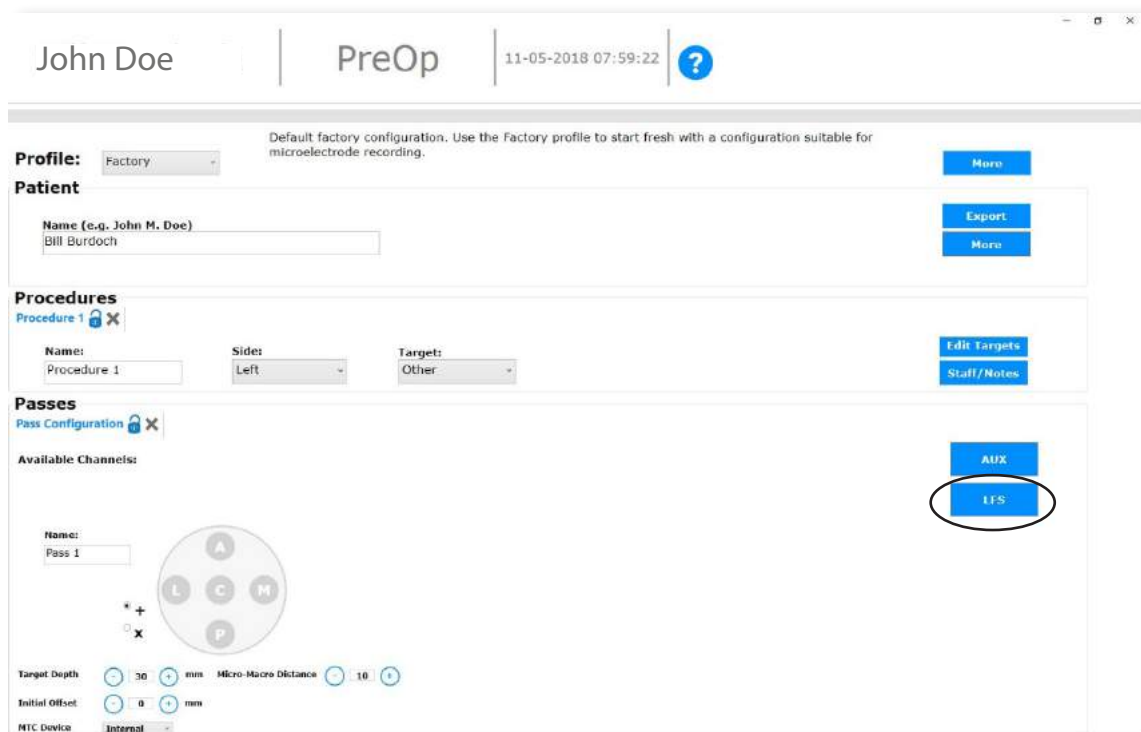 John Doe
PreOp
11-05-2018 07:59:22
?
Default factory configuration. Use the Factory profile to start fresh with a configuration suitable for
microelectrode recording.
Profile:
Factory
More
Patient
Name (e.g. John M. Doe)
Bill Burdoch
Export
More
Procedures
Procedure 1
Name:
Side:
Target:
Procedure 1
Left
Other
Edit Targets
Staff/Notes
Passes
Pass Configuration
Available Channels:
AUX
LFS
Name:
Pass 1
A
L C M
P
+
x
Target Depth - 30 + mm Micro-Macro Distance - 10 +
Initial Offset - 0 + mm
MTC Device Internal